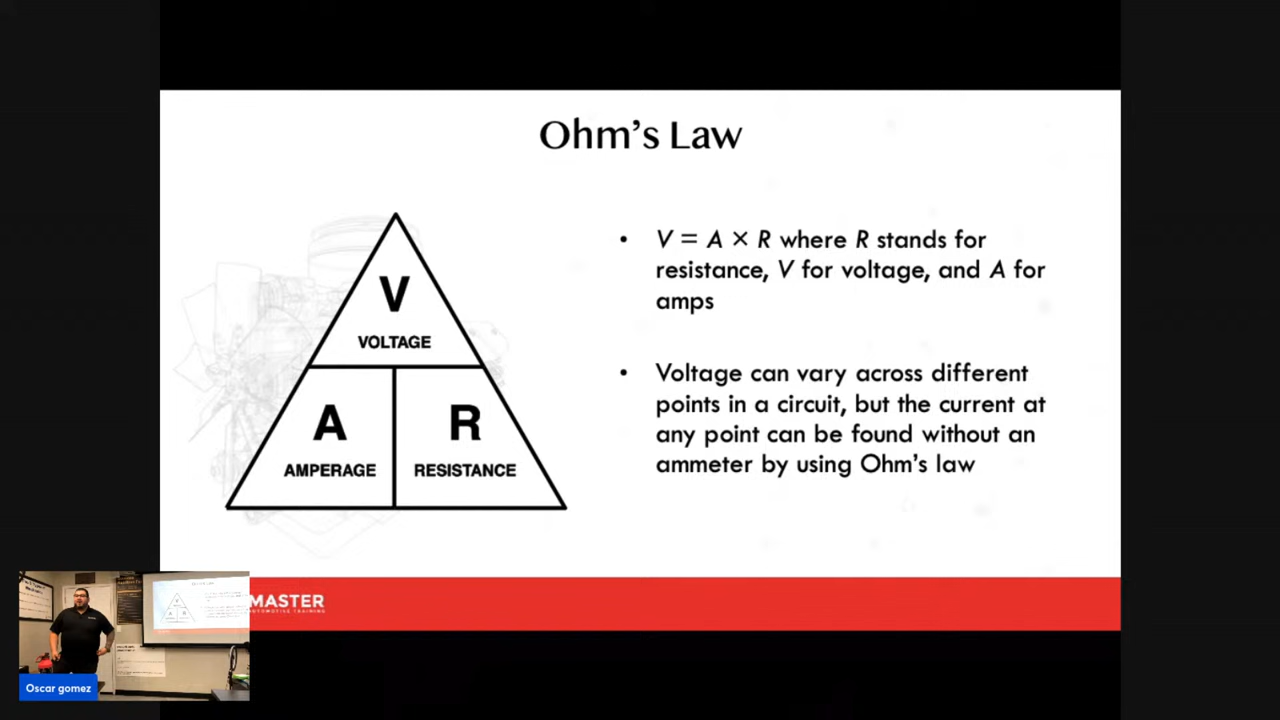 Ohm's Law
V
VOLTAGE
A
AMPERAGE
R
RESISTANCE
• V = A × R where R stands for
resistance, V for voltage, and A for
amps
• Voltage can vary across different
points in a circuit, but the current at
any point can be found without an
ammeter by using Ohm's law
MASTER
AUTOMOTIVE TRAINING
Oscar gomez